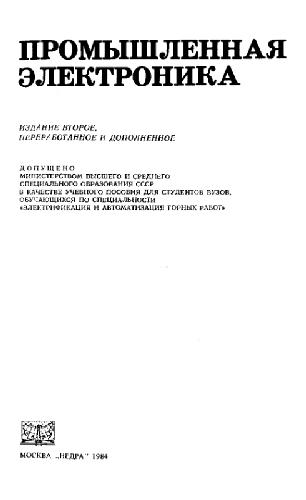 ПРОМЫШЛЕННАЯ
ЭЛЕКТРОНИКА
ИЗДАНИЕ ВТОРОЕ,
ПЕРЕРАБОТАННОЕ И ДОПОЛНЕННОЕ
ДОПУЩЕНО
МИНИСТЕРСТВОМ ВЫСШЕГО И СРЕДНЕГО
СПЕЦИАЛЬНОГО ОБРАЗОВАНИЯ СССР
В КАЧЕСТВЕ УЧЕБНОГО ПОСОБИЯ ДЛЯ СТУДЕНТОВ ВУЗОВ,
ОБУЧАЮЩИХСЯ ПО СПЕЦИАЛЬНОСТИ
«ЭЛЕКТРИФИКАЦИЯ И АВТОМАТИЗАЦИЯ ГОРНЫХ РАБОТ»
МОСКВА „НЕДРА" 1984